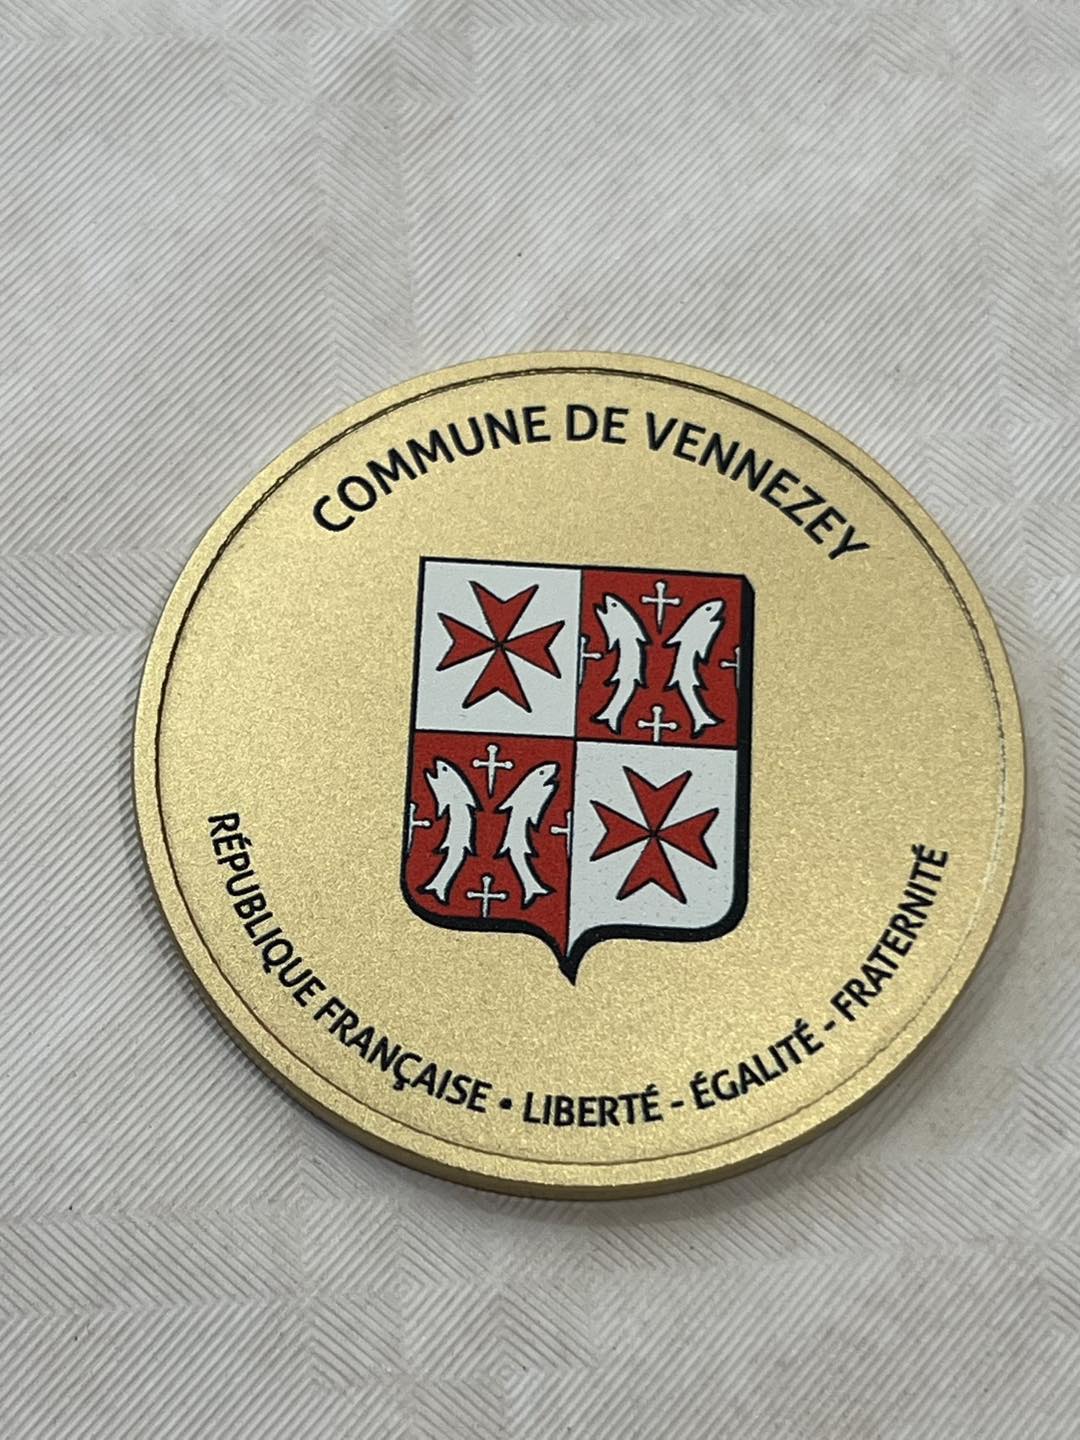 COMMUNE DE VENNEZEY
RÉPUBLIQUE FRANÇAISE • LIBERTÉ - ÉGALITÉ - FRATERNITÉ